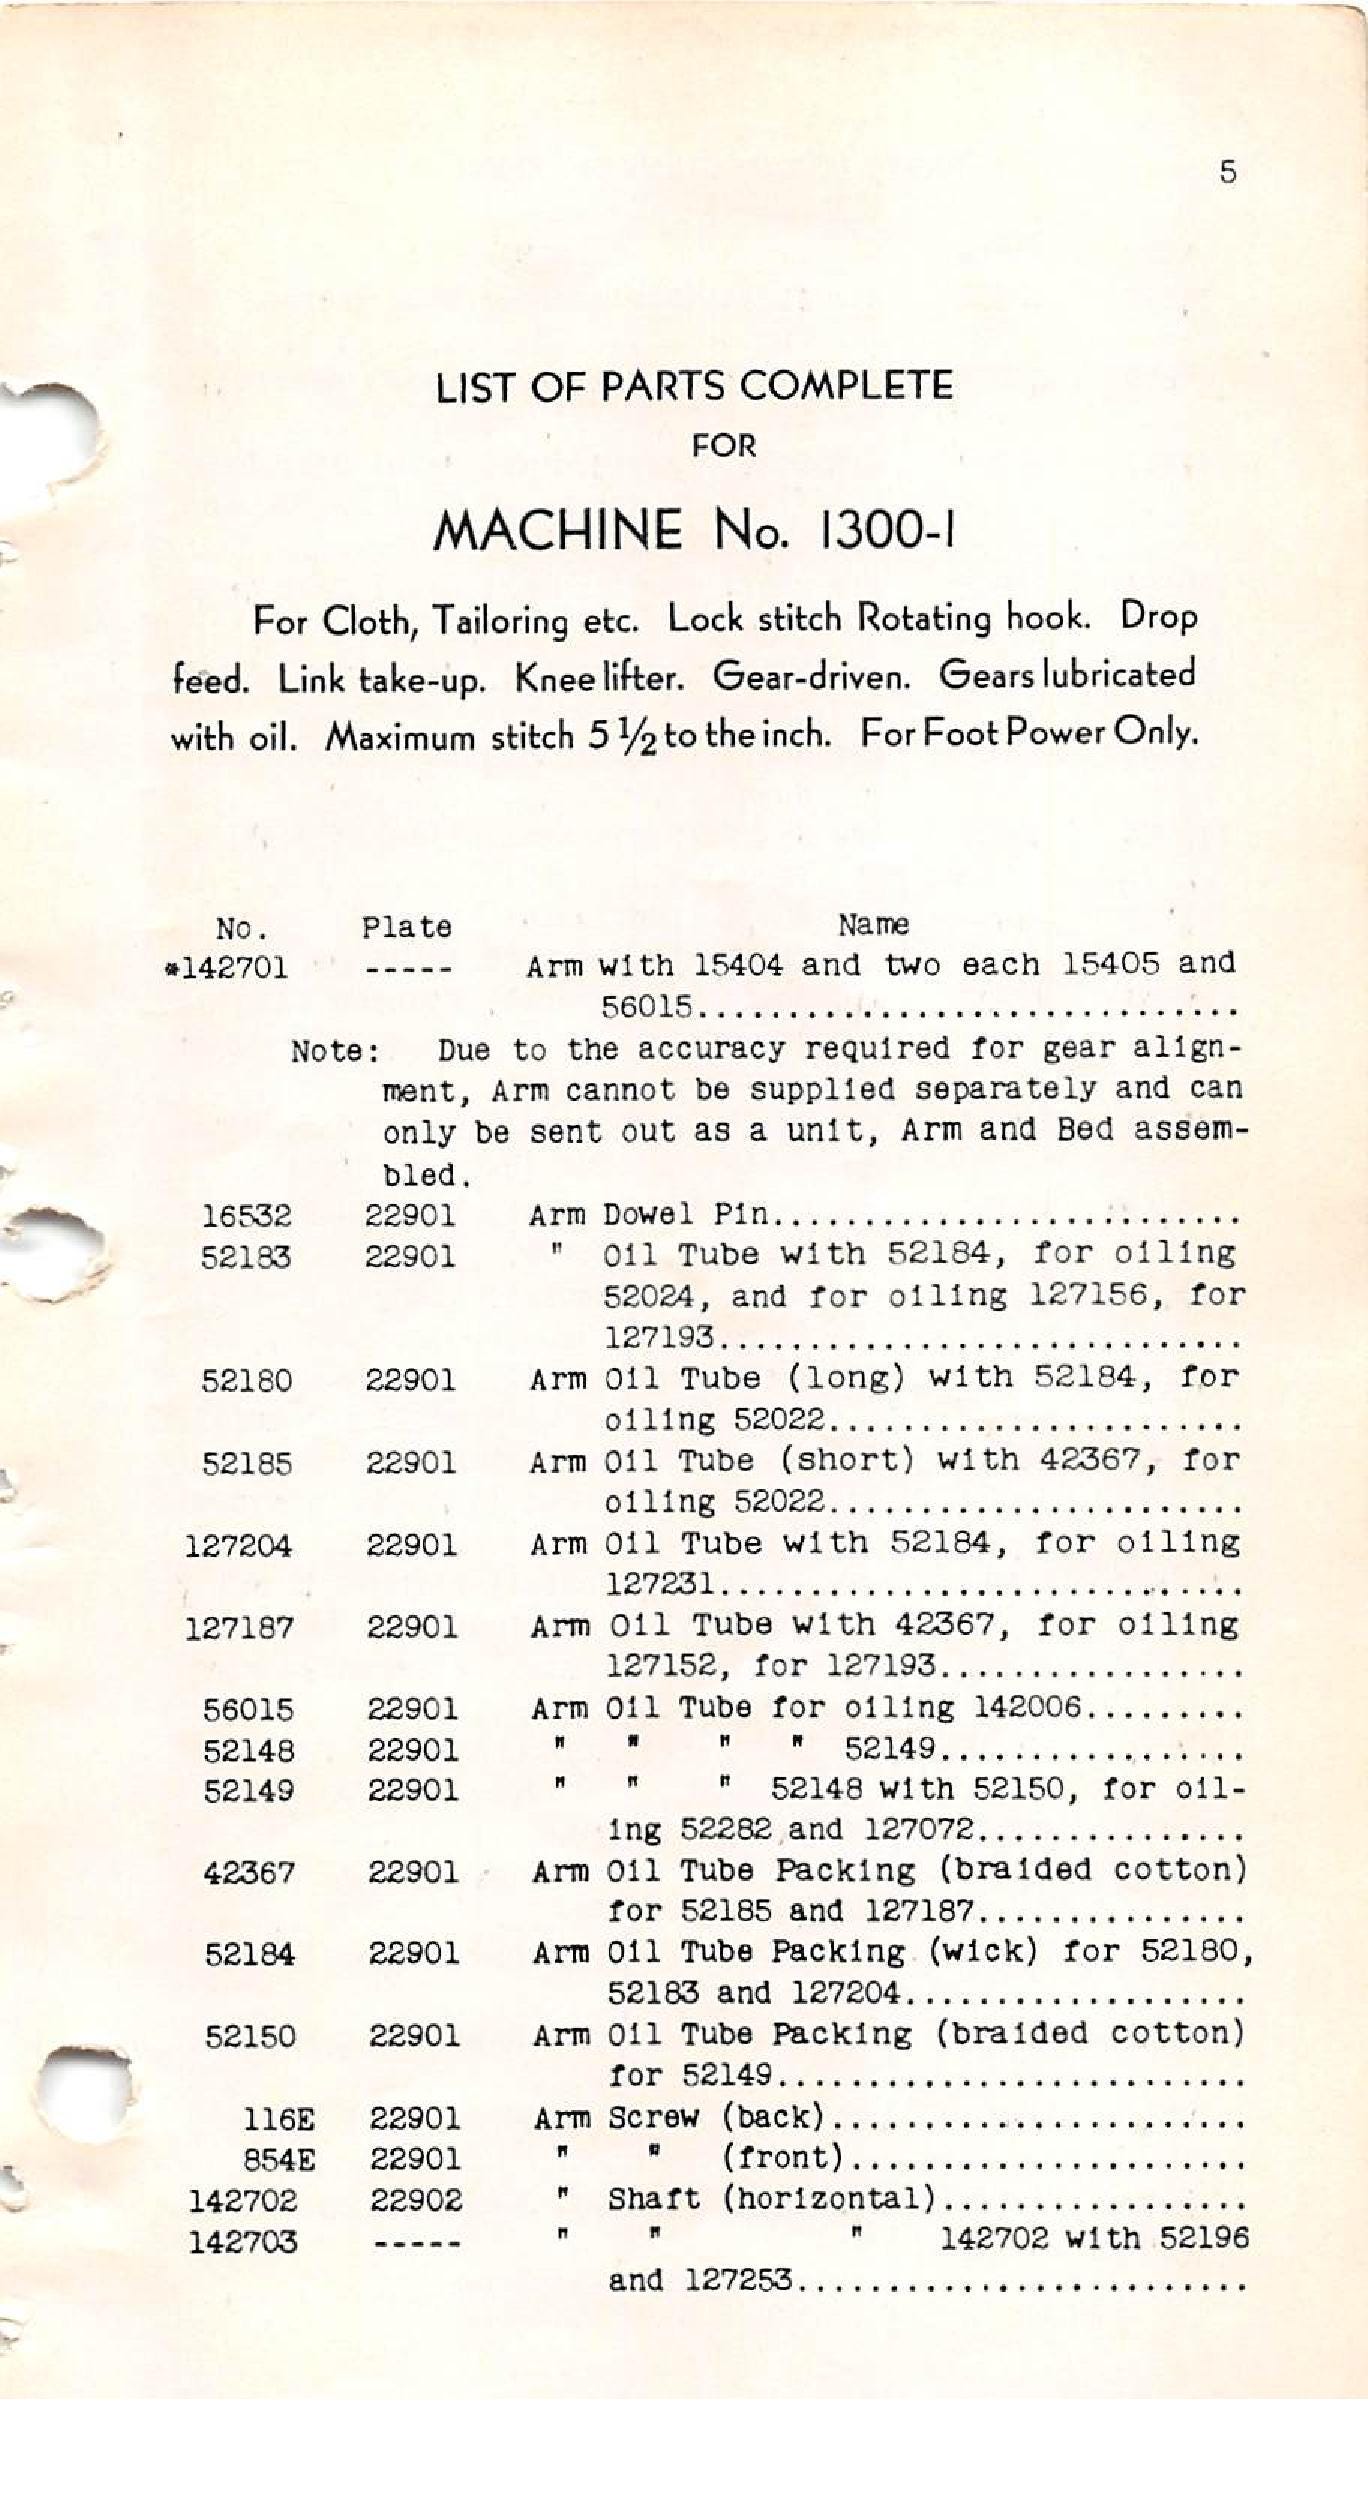 5
LIST OF PARTS COMPLETE
FOR
MACHINE No. 1300-1
For Cloth, Tailoring etc. Lock stitch Rotating hook. Drop
feed. Link take-up. Knee lifter. Gear-driven. Gears lubricated
with oil. Maximum stitch 5 1/2 to the inch. For Foot Power Only.
No. Plate Name
*142701 ----- Arm with 15404 and two each 15405 and
56015..............................
Note: Due to the accuracy required for gear align-
ment, Arm cannot be supplied separately and can
only be sent out as a unit, Arm and Bed assem-
bled.
16532 22901 Arm Dowel Pin..........................
52183 22901 " Oil Tube with 52184, for oiling
52024, and for oiling 127156, for
127193.............................
52180 22901 Arm Oil Tube (long) with 52184, for
oiling 52022.......................
52185 22901 Arm Oil Tube (short) with 42367, for
oiling 52022.......................
127204 22901 Arm Oil Tube with 52184, for oiling
127231.............................
127187 22901 Arm Oil Tube with 42367, for oiling
127152, for 127193.................
56015 22901 Arm Oil Tube for oiling 142006.........
52148 22901 " " " " 52149.................
52149 22901 " " " 52148 with 52150, for oil-
ing 52282 and 127072...............
42367 22901 Arm Oil Tube Packing (braided cotton)
for 52185 and 127187...............
52184 22901 Arm Oil Tube Packing (wick) for 52180,
52183 and 127204...................
52150 22901 Arm Oil Tube Packing (braided cotton)
for 52149..........................
116E 22901 Arm Screw (back).......................
854E 22901 " " (front)......................
142702 22902 " Shaft (horizontal).................
142703 ----- " " " 142702 with 52196
and 127253.........................